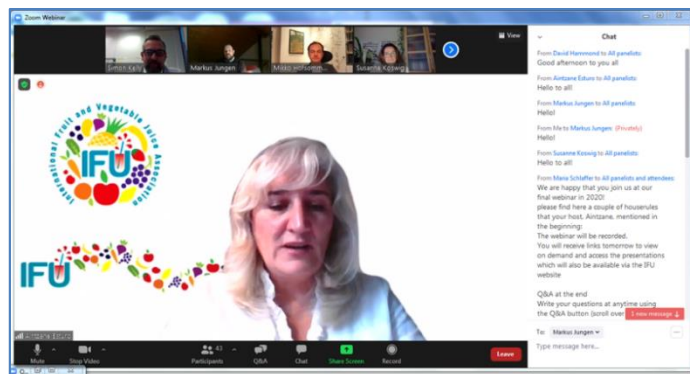 Zoom Webinar
View
Simon Kelly
Markus Jungen
Mikko Hofsomm...
Susanne Koswig
International Fruit and Vegetable Juice Association
IFU
IFU
Aintzane Esturo
Mute
Stop Video
43
Participants
Q&A
Chat
Share Screen
Record
Leave
Chat
From David Hammond to All panelists:
Good afternoon to you all
From Aintzane Esturo to All panelists:
Hello to all!
From Markus Jungen to All panelists:
Hello!
From Me to Markus Jungen: (Privately)
Hello!
From Susanne Koswig to All panelists:
Hello to all!
From Maria Schlaffer to All panelists and attendees:
We are happy that you join us at our
final webinar in 2020!
please find here a couple of houserules
that your host, Aintzane, mentioned in
the beginning:
The webinar will be recorded.
You will receive links tomorrow to view
on demand and access the presentations
which will also be available via the IFU
website
Q&A at the end
Write your questions at anytime using
the Q&A button (scroll over
1 new message
To: Markus Jungen
Type message here...